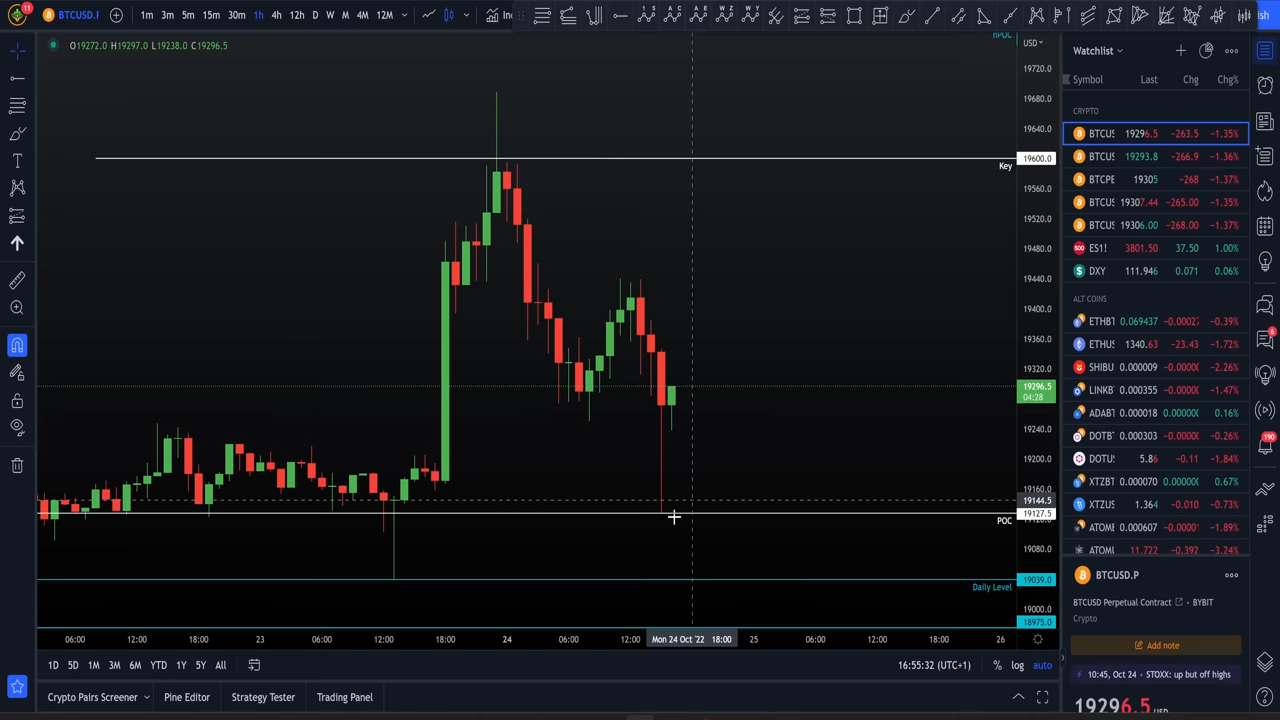 11
BTCUSD.
1m 3m 5m 15m 30m 1h 4h 12h D W M 4M 12M
In
sh
O19272.0 H19297.0 L19238.0 C19296.5
nPOC
USD
19720.0
19680.0
19640.0
19600.0
Key
19560.0
19520.0
19480.0
19440.0
19400.0
19360.0
19320.0
19296.5
04:28
19240.0
19200.0
19160.0
19144.5
19127.5
POC
19080.0
19039.0
Daily Level
19000.0
18975.0
06:00 12:00 18:00 23 06:00 12:00 18:00 24 06:00 12:00 Mon 24 Oct '22 18:00 25 06:00 12:00 18:00 26
1D 5D 1M 3M 6M YTD 1Y 5Y All
16:55:32 (UTC+1) % log auto
Crypto Pairs Screener Pine Editor Strategy Tester Trading Panel
Watchlist
Symbol Last Chg Chg%
CRYPTO
BTCUS 19296.5 −263.5 −1.35%
BTCUS 19293.8 −266.9 −1.36%
BTCPE 19305 −268 −1.37%
BTCUS 19307.44 −265.00 −1.35%
BTCUS 19306.00 −268.00 −1.37%
ES1! 3801.50 37.50 1.00%
DXY 111.946 0.071 0.06%
ALT COINS
ETHBT 0.069437 −0.00027 −0.39%
ETHUS 1340.63 −23.43 −1.72%
SHIBU 0.000009 −0.0000 −2.26%
LINKB 0.000355 −0.0000 −1.47%
ADABT 0.000018 0.00000 0.16%
DOTB 0.000303 −0.0000 −0.26%
DOTU 5.86 −0.11 −1.84%
XTZBT 0.000070 0.00000 0.67%
XTZUS 1.364 −0.010 −0.73%
ATOME 0.000607 −0.0000 −1.89%
ATOMU 11.722 −0.392 −3.24%
BTCUSD.P
BTCUSD Perpetual Contract • BYBIT
Crypto
Add note
10:45, Oct 24 • STOXX: up but off highs
19296.5 USD
6
190